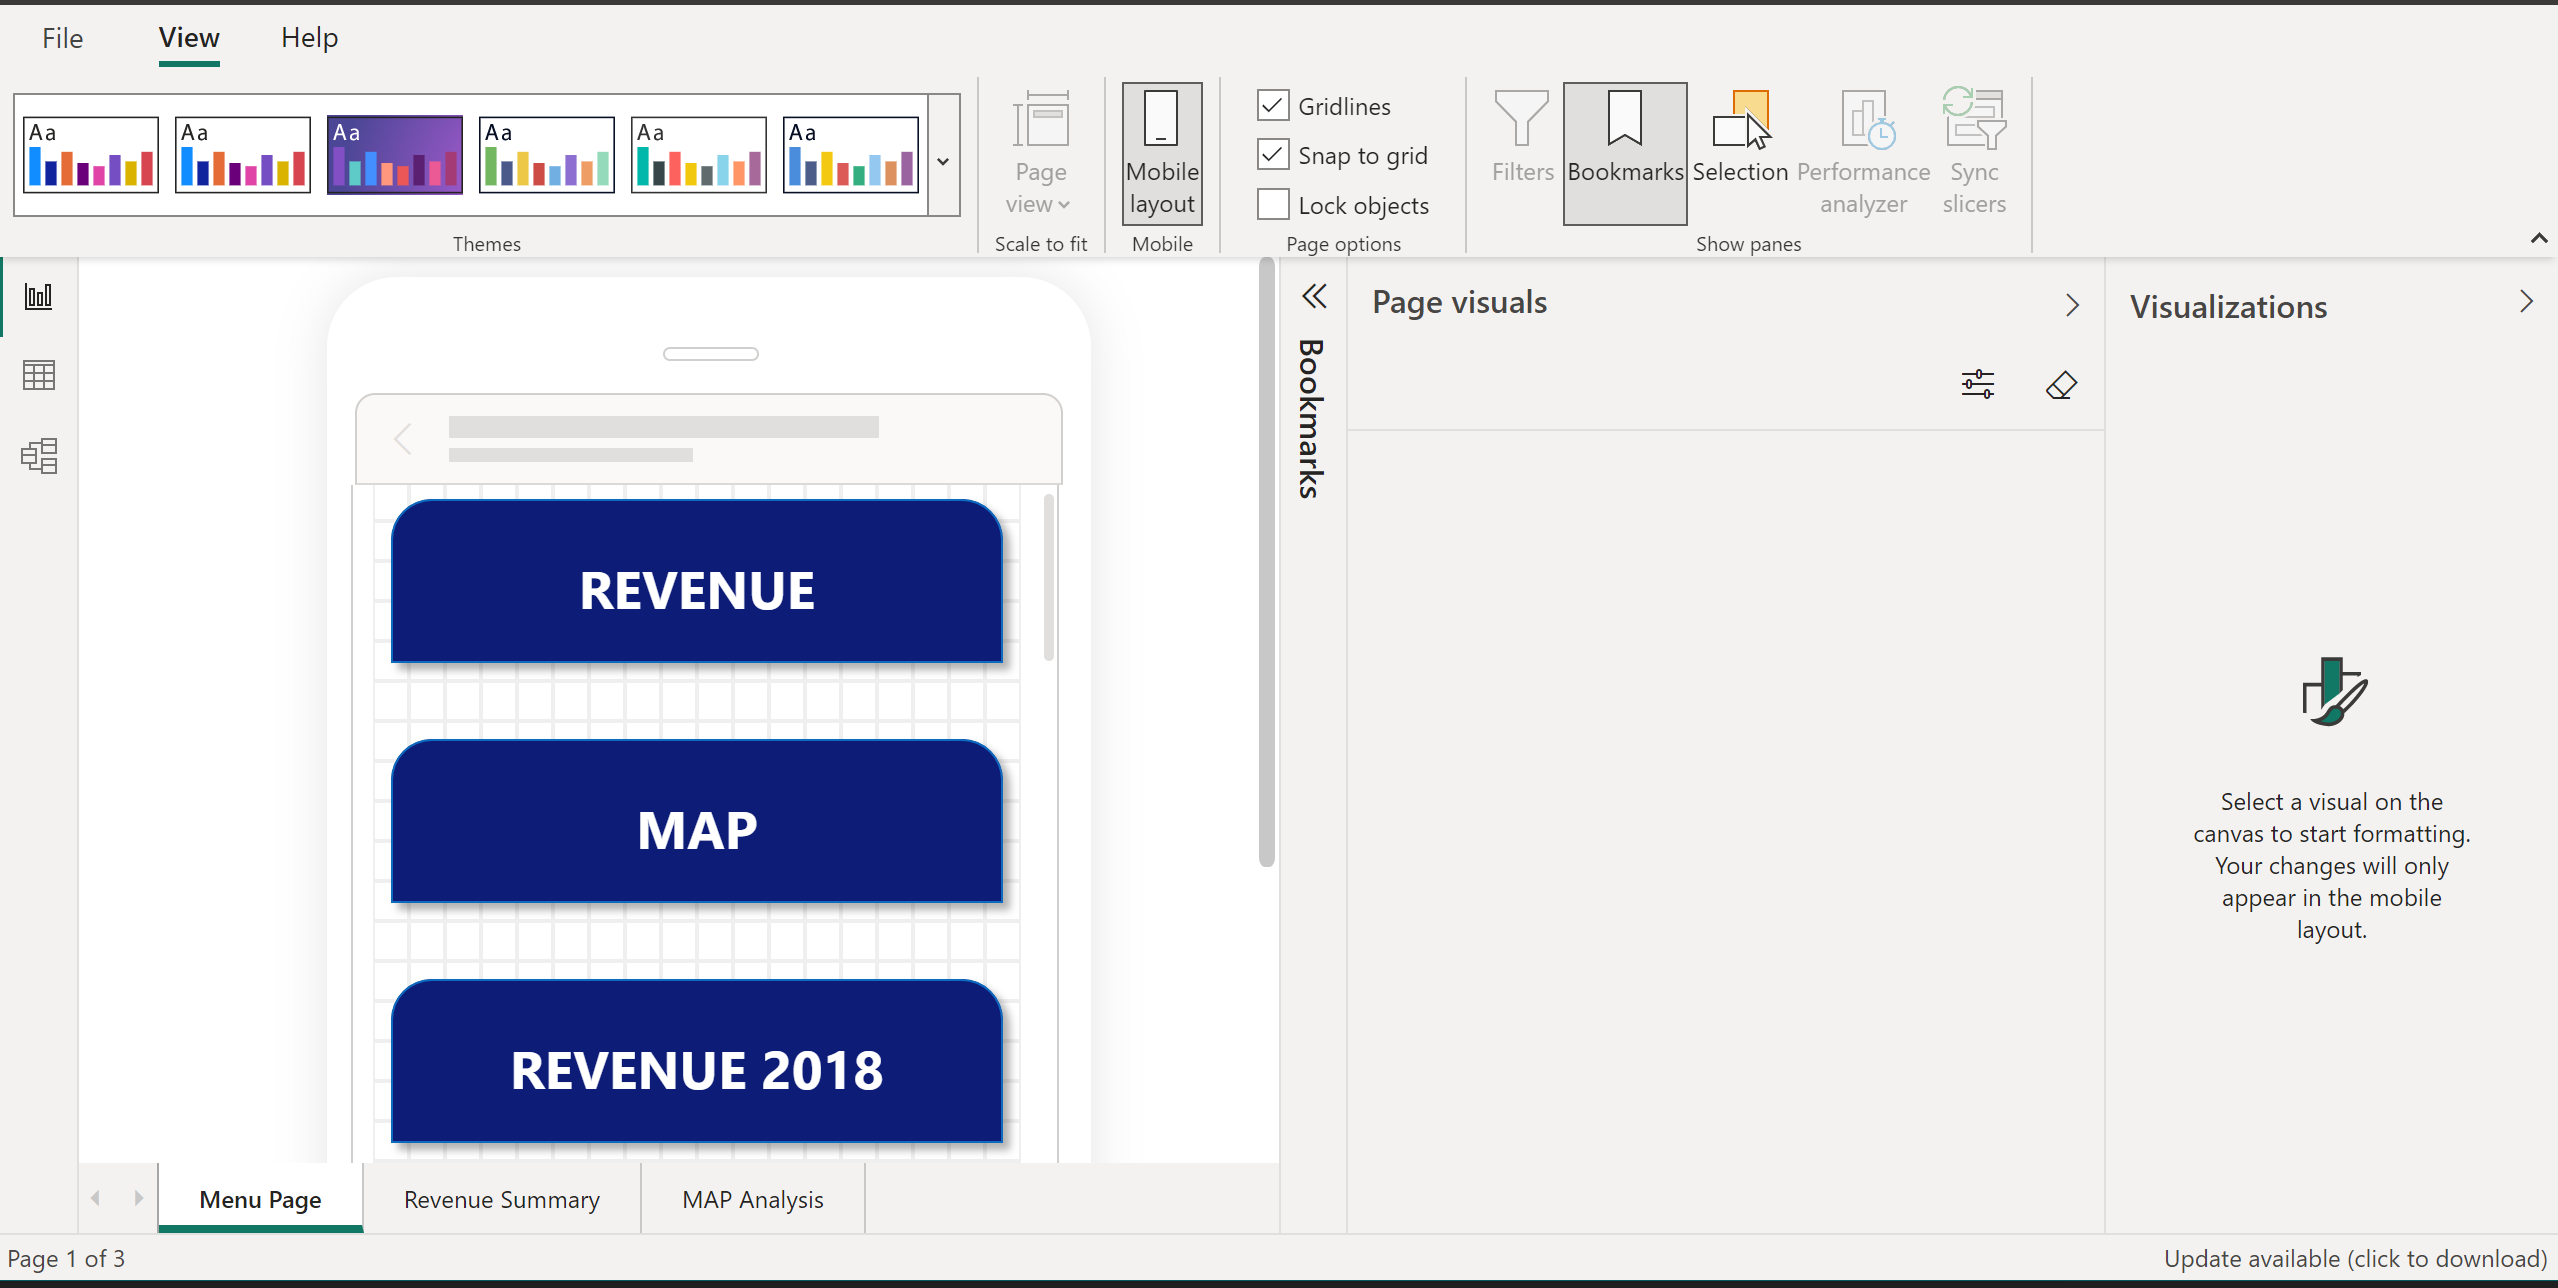 File
View
Help
Aa
Aa
Aa
Aa
Aa
Aa
Themes
Page
view
Scale to fit
Mobile
layout
Mobile
Gridlines
Snap to grid
Lock objects
Page options
Filters
Bookmarks
Selection
Performance
analyzer
Sync
slicers
Show panes
REVENUE
MAP
REVENUE 2018
Bookmarks
Page visuals
Visualizations
Select a visual on the
canvas to start formatting.
Your changes will only
appear in the mobile
layout.
Menu Page
Revenue Summary
MAP Analysis
Page 1 of 3
Update available (click to download)